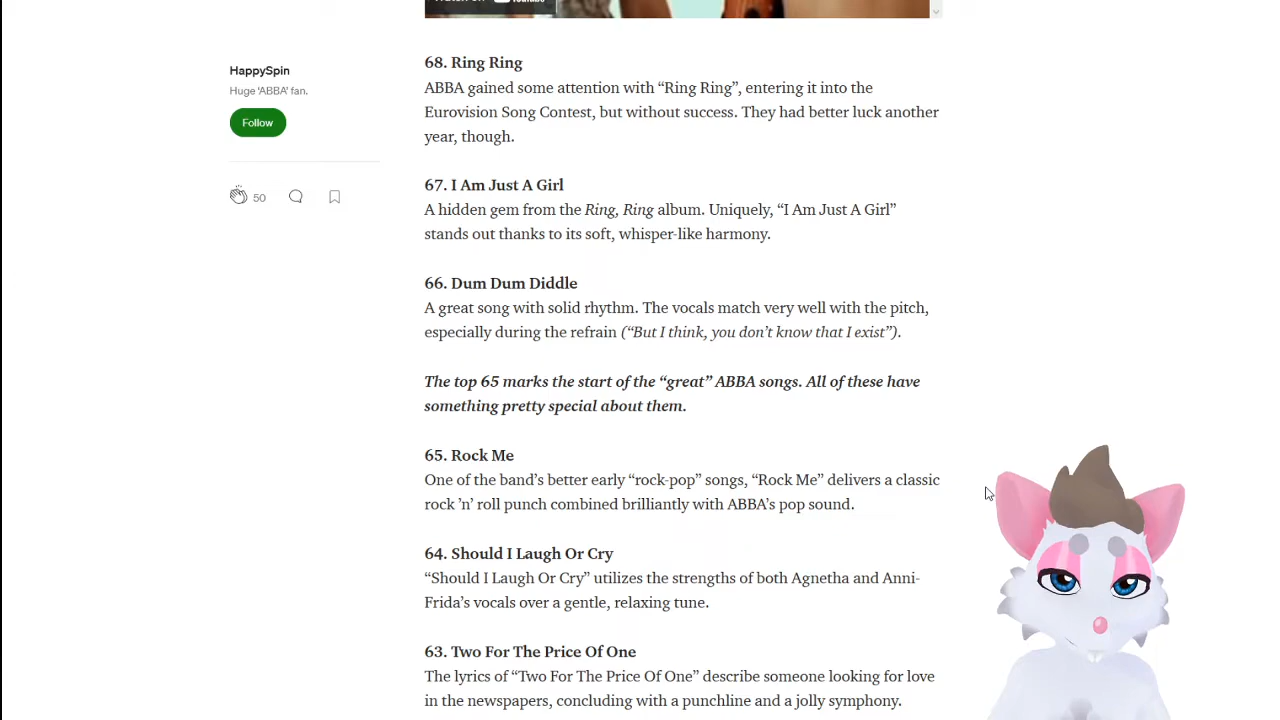 HappySpin
Huge ‘ABBA’ fan.
Follow
50
68. Ring Ring
ABBA gained some attention with “Ring Ring”, entering it into the
Eurovision Song Contest, but without success. They had better luck another
year, though.
67. I Am Just A Girl
A hidden gem from the Ring, Ring album. Uniquely, “I Am Just A Girl”
stands out thanks to its soft, whisper-like harmony.
66. Dum Dum Diddle
A great song with solid rhythm. The vocals match very well with the pitch,
especially during the refrain (“But I think, you don’t know that I exist”).
The top 65 marks the start of the “great” ABBA songs. All of these have
something pretty special about them.
65. Rock Me
One of the band’s better early “rock-pop” songs, “Rock Me” delivers a classic
rock ’n’ roll punch combined brilliantly with ABBA’s pop sound.
64. Should I Laugh Or Cry
“Should I Laugh Or Cry” utilizes the strengths of both Agnetha and Anni-
Frida’s vocals over a gentle, relaxing tune.
63. Two For The Price Of One
The lyrics of “Two For The Price Of One” describe someone looking for love
in the newspapers, concluding with a punchline and a jolly symphony.